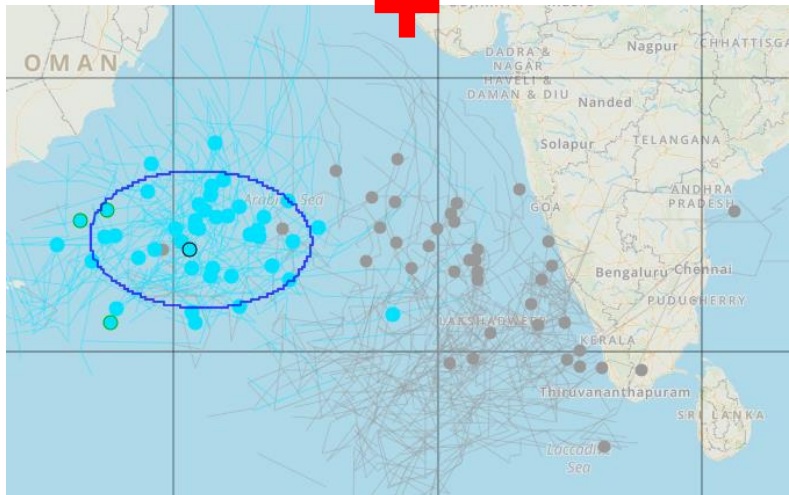 OMAN
Nagpur
CHHATTISGA
DADRA &
NAGAR
HAVELI &
DAMAN & DIU
Nanded
Solapur
TELANGANA
ANDHRA
PRADESH
Arabian Sea
GOA
Bengaluru
Chennai
PUDUCHERRY
LAKSHADWEEP
KERALA
Thiruvananthapuram
SRI LANKA
Laccadive
Sea